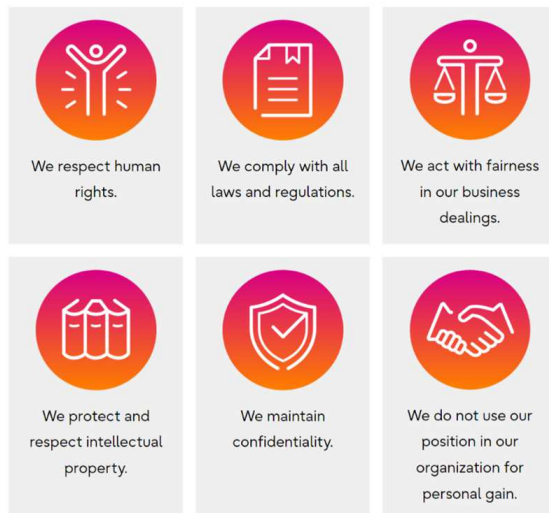 We respect human
rights.
We comply with all
laws and regulations.
We act with fairness
in our business
dealings.
We protect and
respect intellectual
property.
We maintain
confidentiality.
We do not use our
position in our
organization for
personal gain.